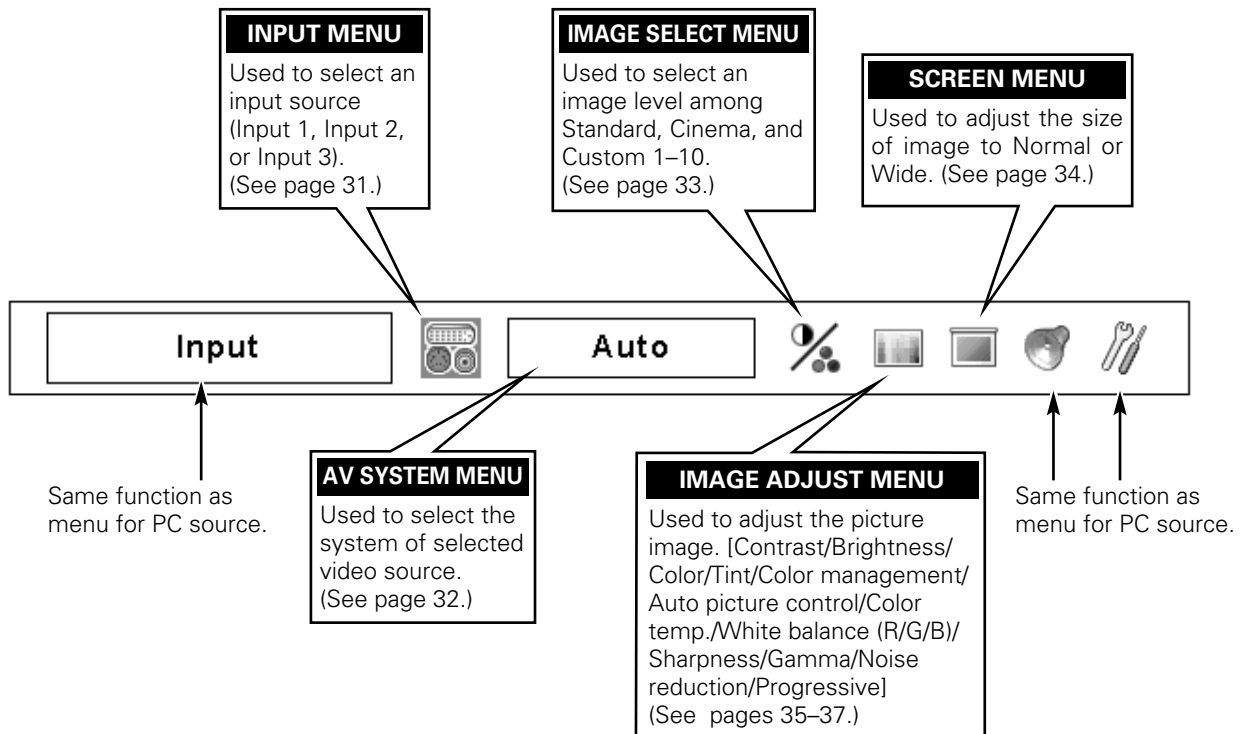 INPUT MENU
Used to select an
input source
(Input 1, Input 2,
or Input 3).
(See page 31.)
IMAGE SELECT MENU
Used to select an
image level among
Standard, Cinema, and
Custom 1–10.
(See page 33.)
SCREEN MENU
Used to adjust the size
of image to Normal or
Wide. (See page 34.)
Input
Auto
Same function as
menu for PC source.
AV SYSTEM MENU
Used to select the
system of selected
video source.
(See page 32.)
IMAGE ADJUST MENU
Used to adjust the picture
image. [Contrast/Brightness/
Color/Tint/Color management/
Auto picture control/Color
temp./White balance (R/G/B)/
Sharpness/Gamma/Noise
reduction/Progressive]
(See pages 35–37.)
Same function as
menu for PC source.